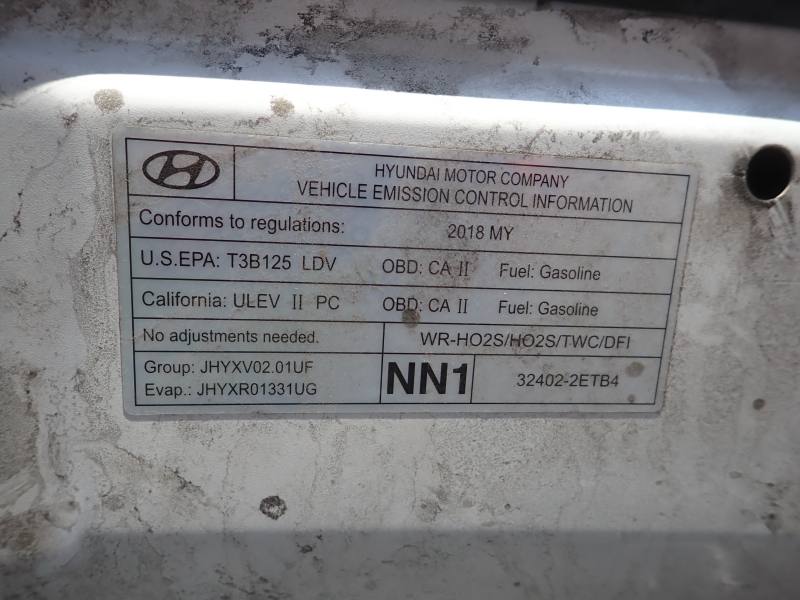 HYUNDAI MOTOR COMPANY
VEHICLE EMISSION CONTROL INFORMATION
Conforms to regulations: 2018 MY
U.S.EPA: T3B125 LDV OBD: CA II Fuel: Gasoline
California: ULEV II PC OBD: CA II Fuel: Gasoline
No adjustments needed. WR-HO2S/HO2S/TWC/DFI
Group: JHYXV02.01UF
Evap.: JHYXR01331UG
NN1
32402-2ETB4